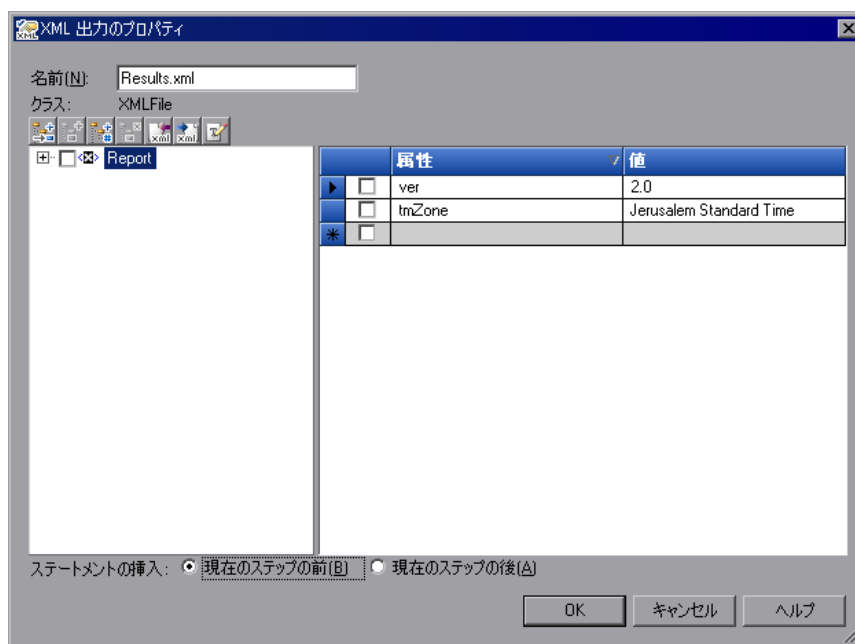 XML 出力のプロパティ
名前(N): Results.xml
クラス: XMLFile
Report
属性 値
ver 2.0
tmZone Jerusalem Standard Time
ステートメントの挿入: 現在のステップの前(B) 現在のステップの後(A)
OK キャンセル ヘルプ